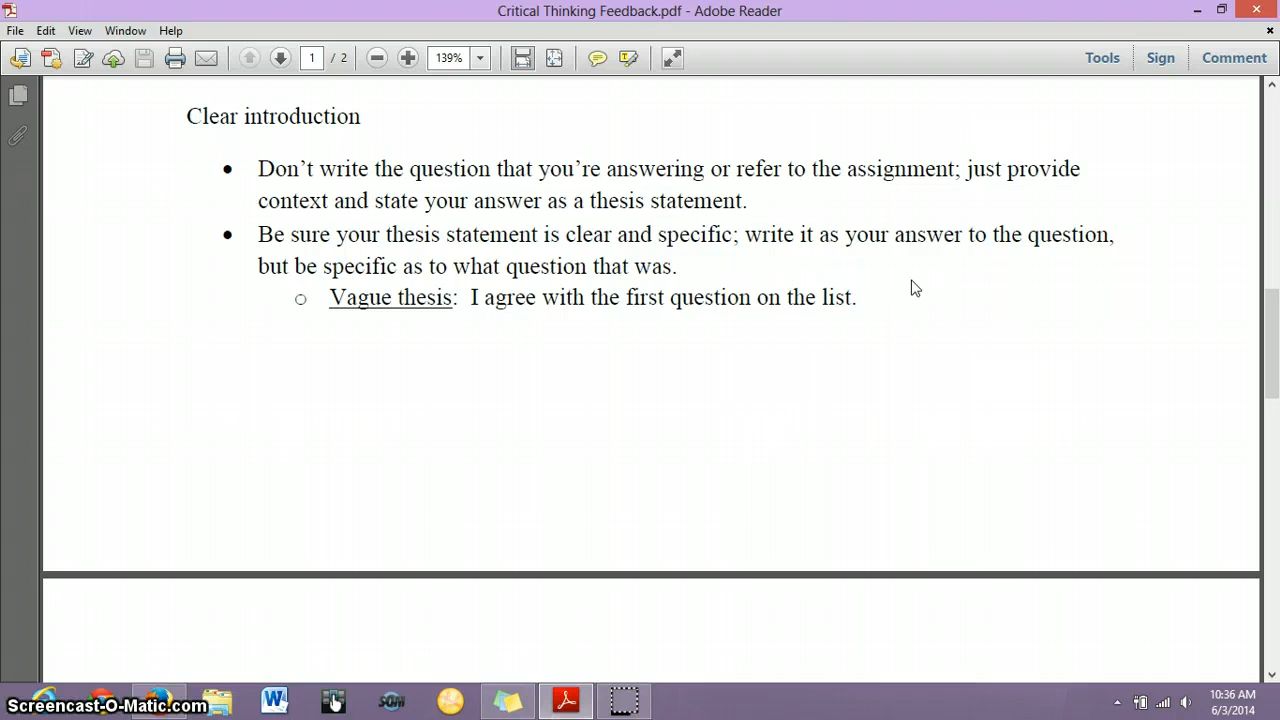 Critical Thinking Feedback.pdf - Adobe Reader
File Edit View Window Help
1 / 2 139% Tools Sign Comment
Clear introduction
• Don’t write the question that you’re answering or refer to the assignment; just provide
context and state your answer as a thesis statement.
• Be sure your thesis statement is clear and specific; write it as your answer to the question,
but be specific as to what question that was.
○ Vague thesis: I agree with the first question on the list.
Screencast-O-Matic.com
SOM
10:36 AM
6/3/2014